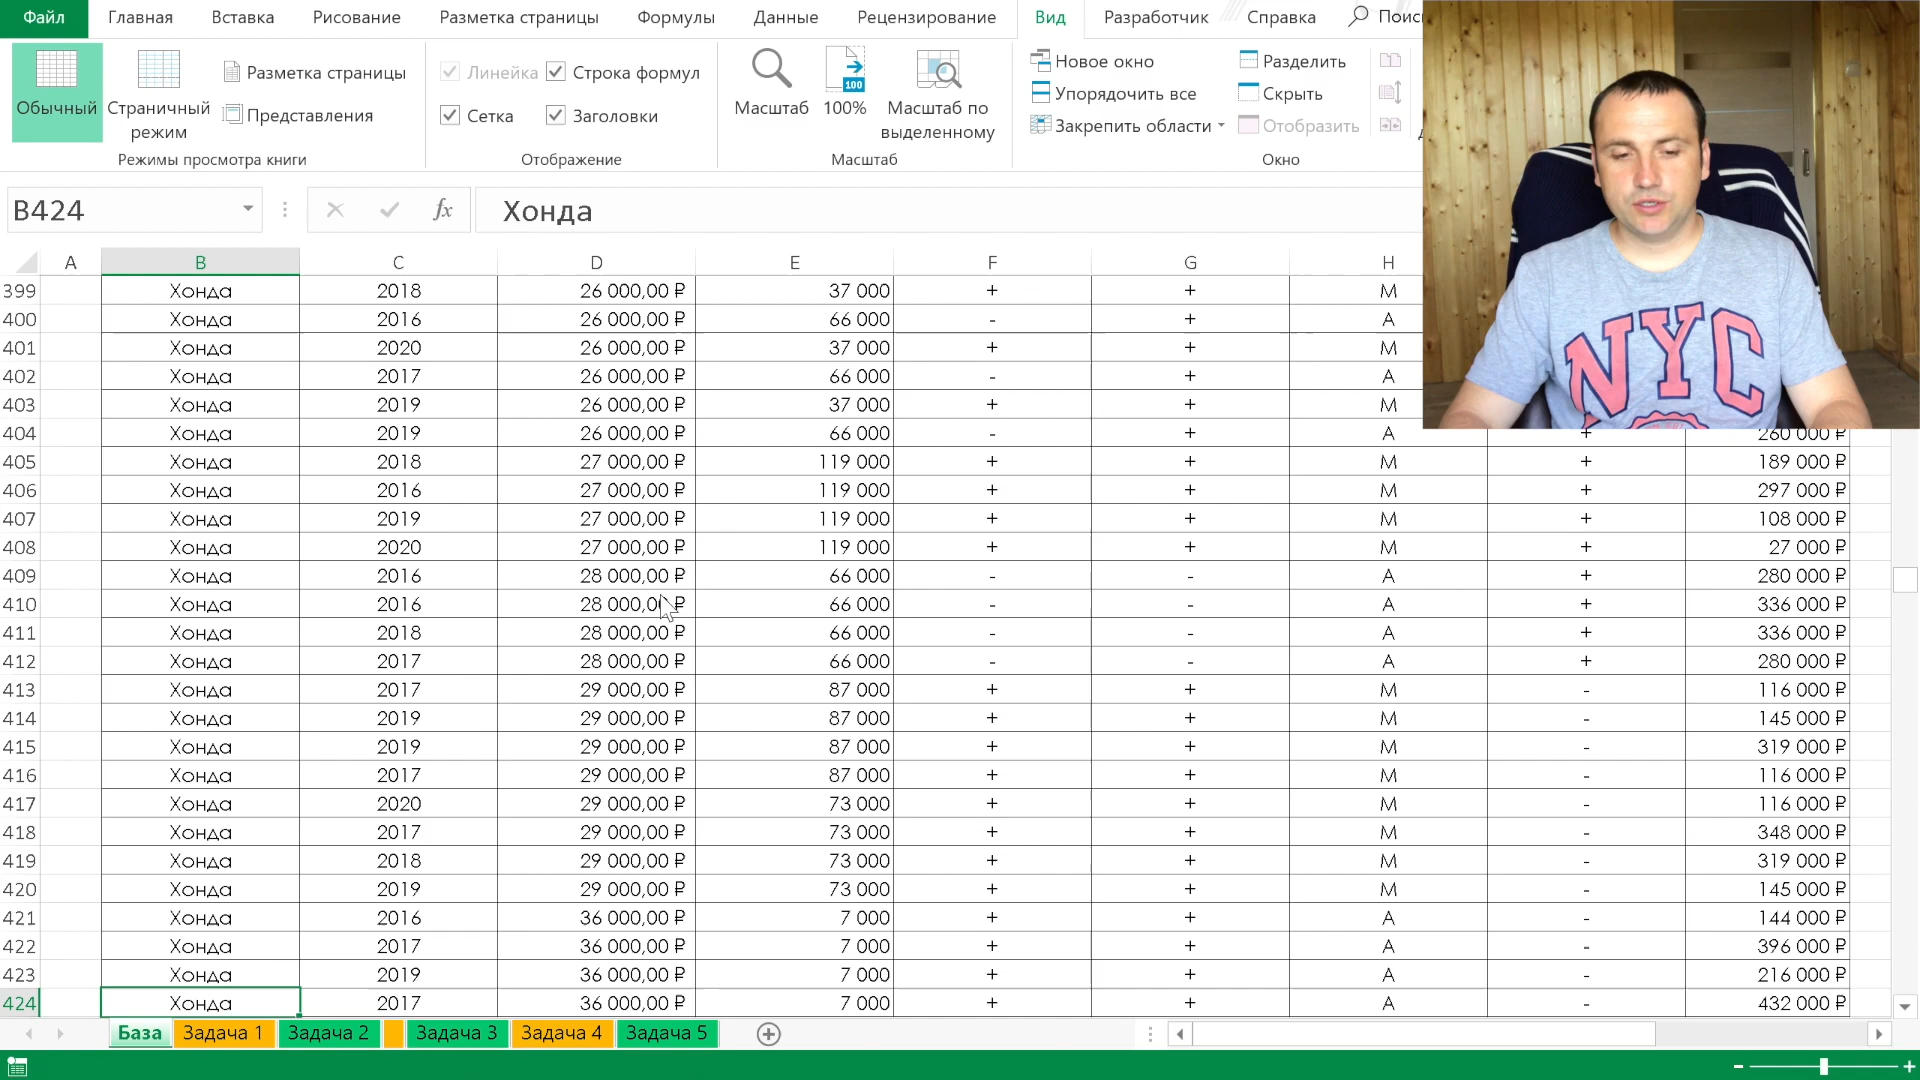 Файл Главная Вставка Рисование Разметка страницы Формулы Данные Рецензирование Вид Разработчик Справка
Обычный Страничный режим Разметка страницы Представления
Режимы просмотра книги
Линейка Строка формул
Сетка Заголовки
Отображение
Масштаб 100% Масштаб по выделенному
Масштаб
Новое окно Разделить
Упорядочить все Скрыть
Закрепить области Отобразить
Окно
B424 fx Хонда
A B C D E F G H
399 Хонда 2018 26 000,00 ₽ 37 000 + + М
400 Хонда 2016 26 000,00 ₽ 66 000 - + А
401 Хонда 2020 26 000,00 ₽ 37 000 + + М
402 Хонда 2017 26 000,00 ₽ 66 000 - + А
403 Хонда 2019 26 000,00 ₽ 37 000 + + М
404 Хонда 2019 26 000,00 ₽ 66 000 - + А + 260 000 ₽
405 Хонда 2018 27 000,00 ₽ 119 000 + + М + 189 000 ₽
406 Хонда 2016 27 000,00 ₽ 119 000 + + М + 297 000 ₽
407 Хонда 2019 27 000,00 ₽ 119 000 + + М + 108 000 ₽
408 Хонда 2020 27 000,00 ₽ 119 000 + + М + 27 000 ₽
409 Хонда 2016 28 000,00 ₽ 66 000 - - А + 280 000 ₽
410 Хонда 2016 28 000,00 ₽ 66 000 - - А + 336 000 ₽
411 Хонда 2018 28 000,00 ₽ 66 000 - - А + 336 000 ₽
412 Хонда 2017 28 000,00 ₽ 66 000 - - А + 280 000 ₽
413 Хонда 2017 29 000,00 ₽ 87 000 + + М - 116 000 ₽
414 Хонда 2019 29 000,00 ₽ 87 000 + + М - 145 000 ₽
415 Хонда 2019 29 000,00 ₽ 87 000 + + М - 319 000 ₽
416 Хонда 2017 29 000,00 ₽ 87 000 + + М - 116 000 ₽
417 Хонда 2020 29 000,00 ₽ 73 000 + + М - 116 000 ₽
418 Хонда 2017 29 000,00 ₽ 73 000 + + М - 348 000 ₽
419 Хонда 2018 29 000,00 ₽ 73 000 + + М - 319 000 ₽
420 Хонда 2019 29 000,00 ₽ 73 000 + + М - 145 000 ₽
421 Хонда 2016 36 000,00 ₽ 7 000 + + А - 144 000 ₽
422 Хонда 2017 36 000,00 ₽ 7 000 + + А - 396 000 ₽
423 Хонда 2019 36 000,00 ₽ 7 000 + + А - 216 000 ₽
424 Хонда 2017 36 000,00 ₽ 7 000 + + А - 432 000 ₽
База Задача 1 Задача 2 Задача 3 Задача 4 Задача 5
NYC